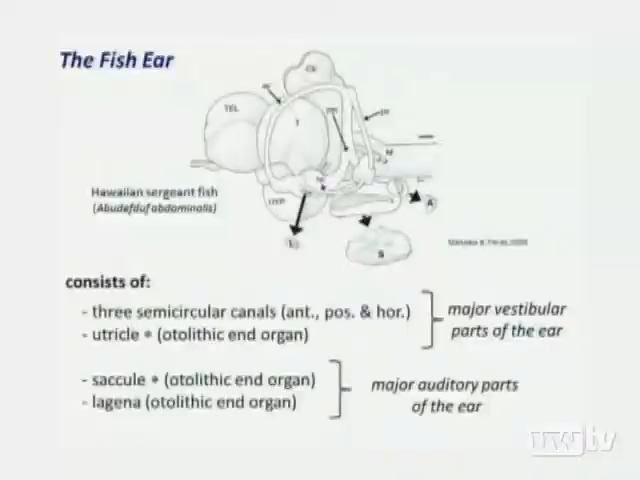 The Fish Ear
CB
TEL
T
HYP
S
A
Hawaiian sergeant fish
(Abudefduf abdominalis)
consists of:
- three semicircular canals (ant., pos. & hor.)
- utricle * (otolithic end organ)
major vestibular
parts of the ear
- saccule * (otolithic end organ)
- lagena (otolithic end organ)
major auditory parts
of the ear
uwtv